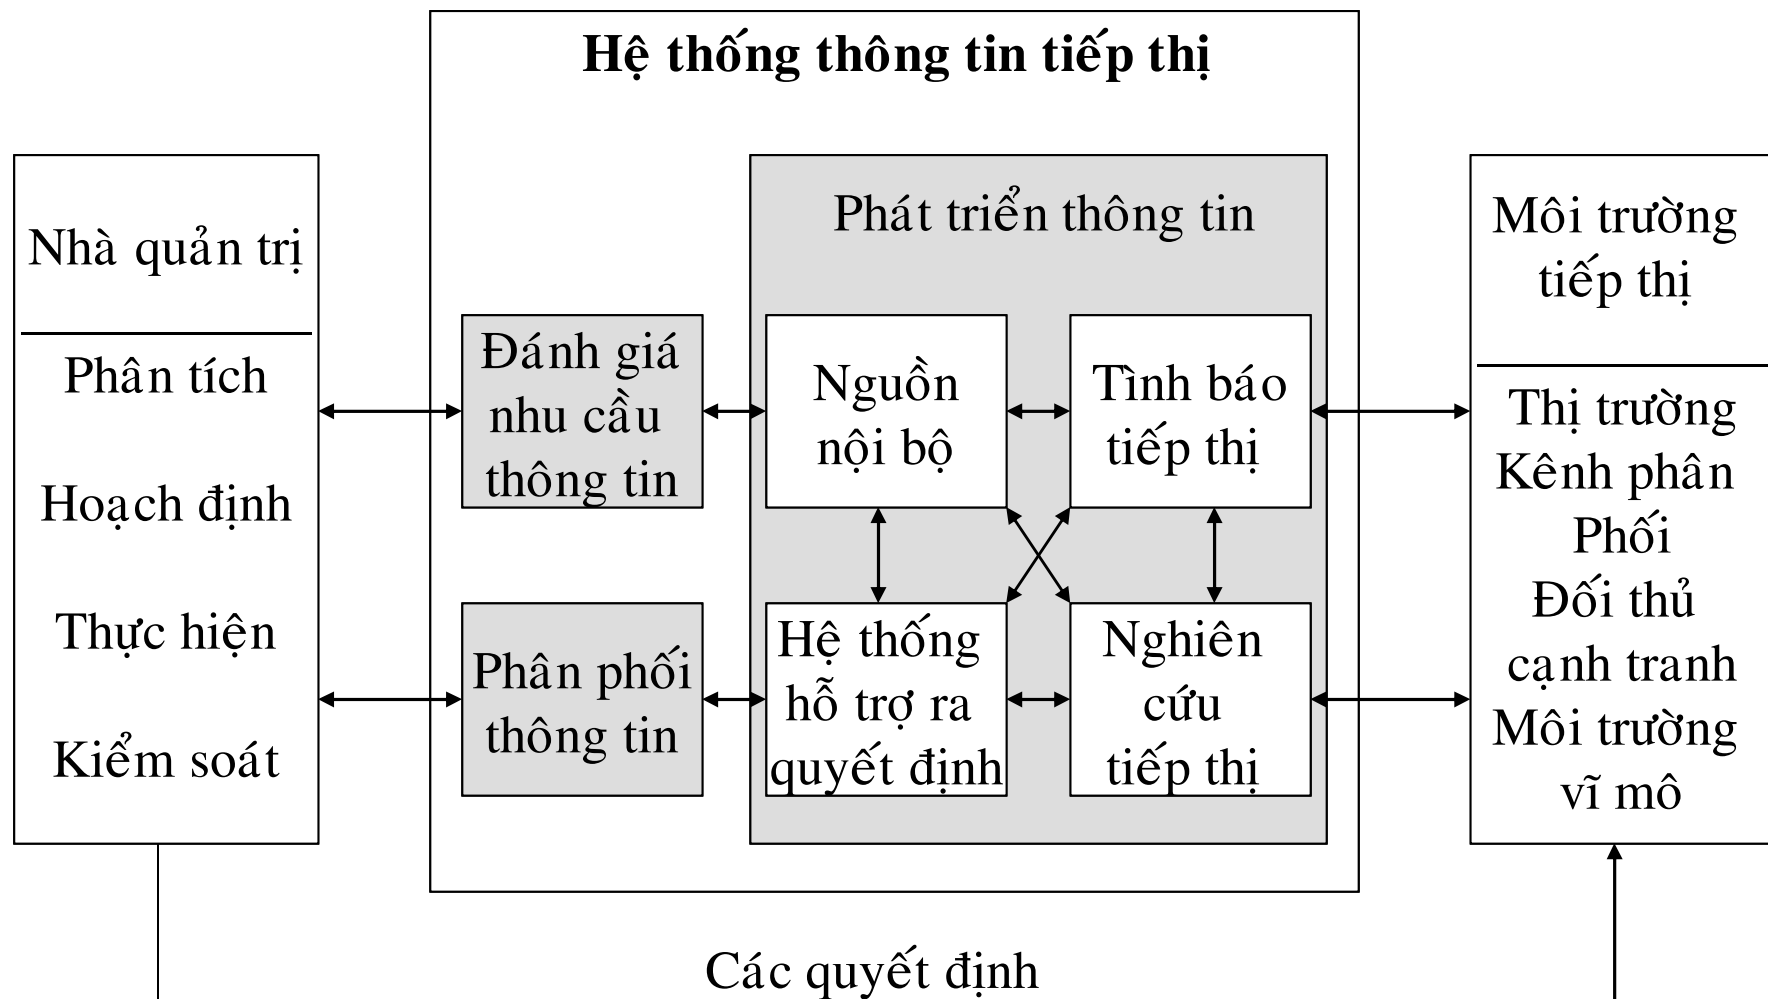 Hệ thống thông tin tiếp thị
Nhà quản trị
Phân tích
Hoạch định
Thực hiện
Kiểm soát
Đánh giá
nhu cầu
thông tin
Phân phối
thông tin
Phát triển thông tin
Nguồn
nội bộ
Tình báo
tiếp thị
Hệ thống
hỗ trợ ra
quyết định
Nghiên
cứu
tiếp thị
Môi trường
tiếp thị
Thị trường
Kênh phân
Phối
Đối thủ
cạnh tranh
Môi trường
vĩ mô
Các quyết định